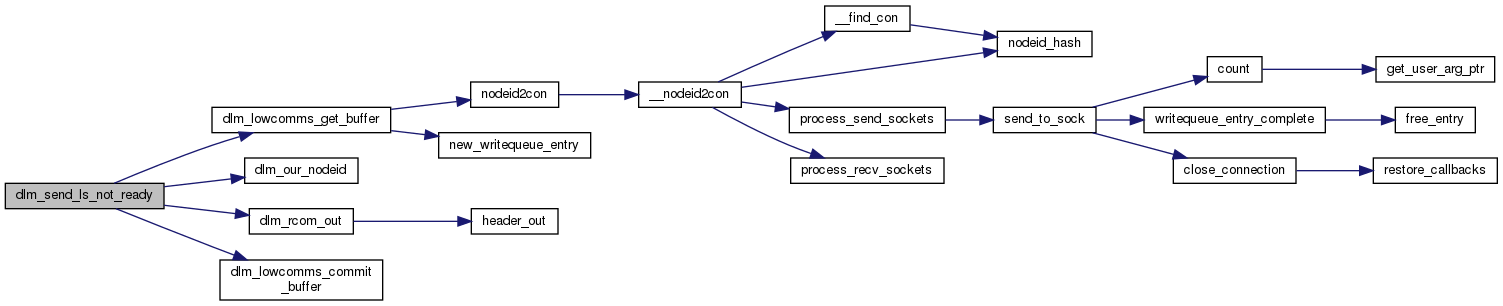 dlm_send_ls_not_ready
dlm_lowcomms_get_buffer
dlm_our_nodeid
dlm_rcom_out
dlm_lowcomms_commit
_buffer
nodeid2con
new_writequeue_entry
header_out
__nodeid2con
__find_con
nodeid_hash
process_send_sockets
process_recv_sockets
send_to_sock
count
writequeue_entry_complete
close_connection
get_user_arg_ptr
free_entry
restore_callbacks